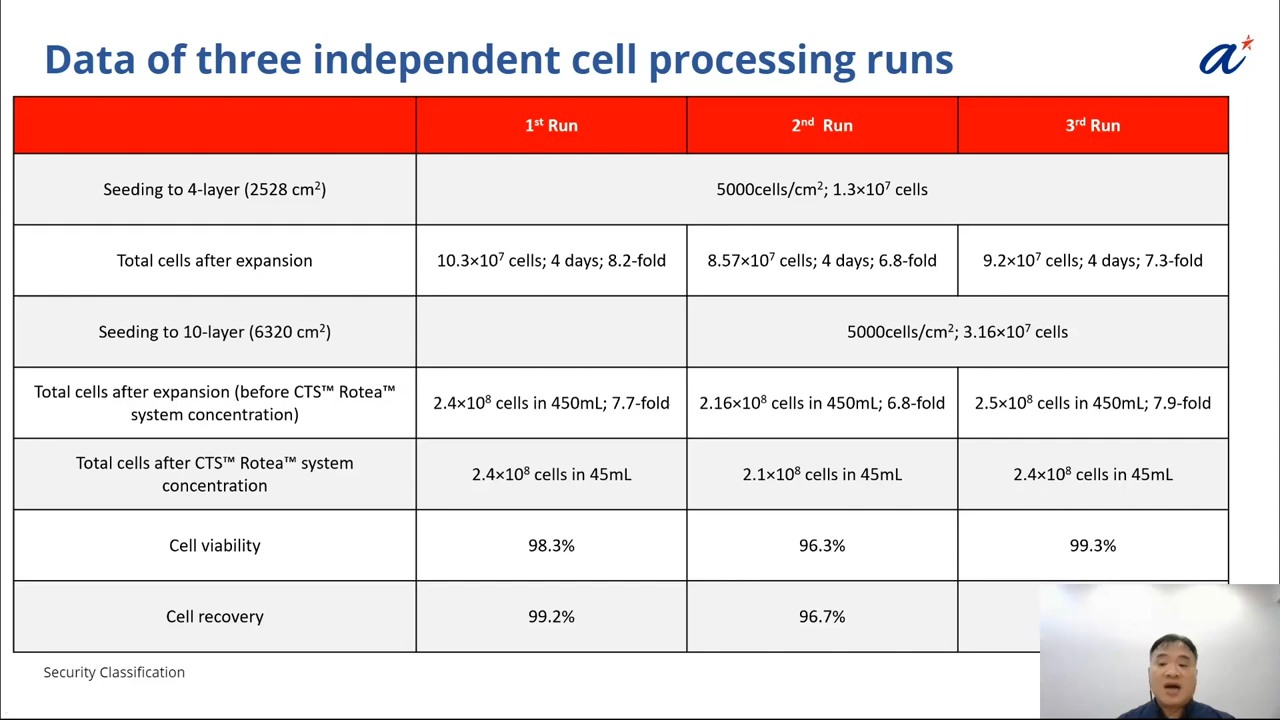 Data of three independent cell processing runs
a
1st Run
2nd Run
3rd Run
Seeding to 4-layer (2528 cm²)
5000cells/cm²; 1.3×10⁷ cells
Total cells after expansion
10.3×10⁷ cells; 4 days; 8.2-fold
8.57×10⁷ cells; 4 days; 6.8-fold
9.2×10⁷ cells; 4 days; 7.3-fold
Seeding to 10-layer (6320 cm²)
5000cells/cm²; 3.16×10⁷ cells
Total cells after expansion (before CTS™ Rotea™
system concentration)
2.4×10⁸ cells in 450mL; 7.7-fold
2.16×10⁸ cells in 450mL; 6.8-fold
2.5×10⁸ cells in 450mL; 7.9-fold
Total cells after CTS™ Rotea™ system
concentration
2.4×10⁸ cells in 45mL
2.1×10⁸ cells in 45mL
2.4×10⁸ cells in 45mL
Cell viability
98.3%
96.3%
99.3%
Cell recovery
99.2%
96.7%
Security Classification